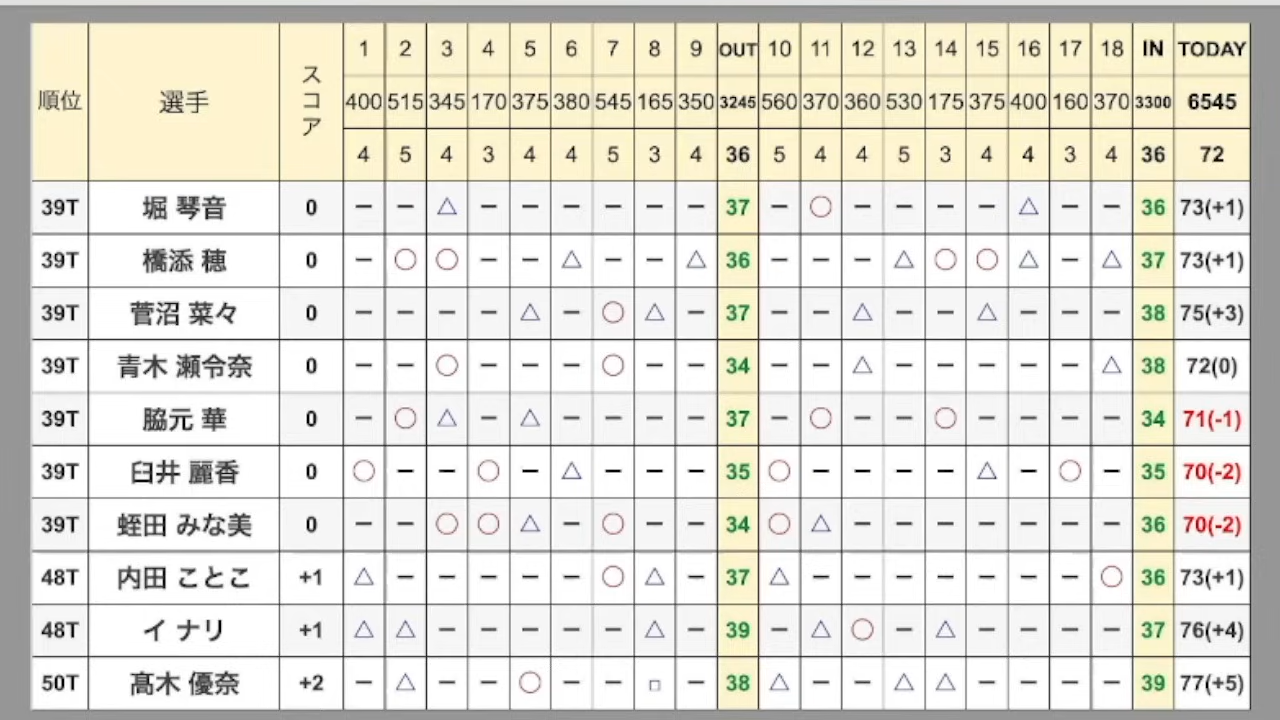 順位 選手 スコア 1 2 3 4 5 6 7 8 9 OUT 10 11 12 13 14 15 16 17 18 IN TODAY
400 515 345 170 375 380 545 165 350 3245 560 370 360 530 175 375 400 160 370 3300 6545
4 5 4 3 4 4 5 3 4 36 5 4 4 5 3 4 4 3 4 36 72
39T 堀 琴音 0 － － △ － － － － － － 37 － ○ － － － － △ － － 36 73(+1)
39T 橋添 穂 0 － ○ ○ － － △ － － △ 36 － － － △ ○ ○ △ － △ 37 73(+1)
39T 菅沼 菜々 0 － － － － △ － ○ △ － 37 － － △ － － △ － － － 38 75(+3)
39T 青木 瀬令奈 0 － － ○ － － － ○ － － 34 － － △ － － － － － △ 38 72(0)
39T 脇元 華 0 － ○ △ － △ － － － － 37 － ○ － － ○ － － － － 34 71(-1)
39T 臼井 麗香 0 ○ － － ○ － △ － － － 35 ○ － － － － △ － ○ － 35 70(-2)
39T 蛭田 みな美 0 － － ○ ○ △ － ○ － － 34 ○ △ － － － － － － － 36 70(-2)
48T 内田 ことこ +1 △ － － － － － ○ △ － 37 △ － － － － － － － ○ 36 73(+1)
48T イ ナリ +1 △ △ － － － － － △ － 39 － △ ○ － △ － － － － 37 76(+4)
50T 髙木 優奈 +2 － △ － － ○ － － □ － 38 △ － － △ △ － － － － 39 77(+5)